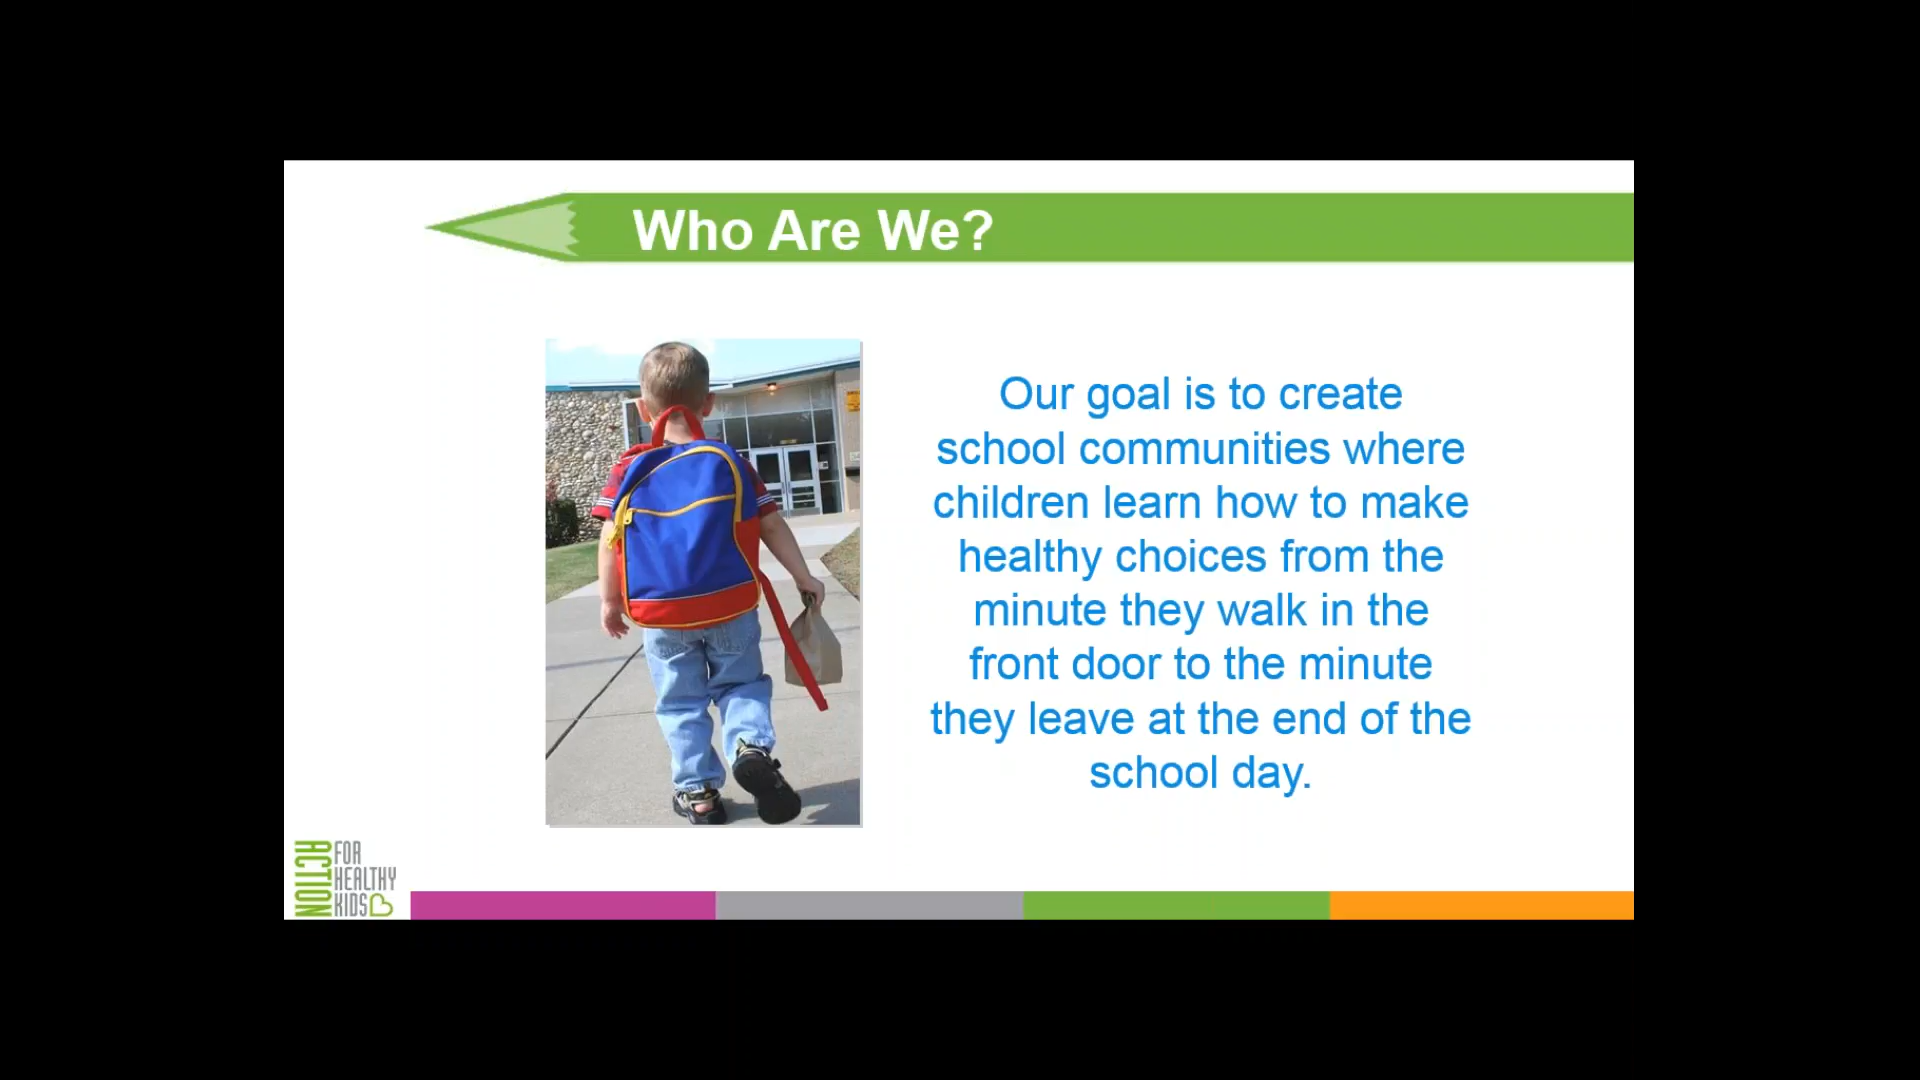 Who Are We?
Our goal is to create
school communities where
children learn how to make
healthy choices from the
minute they walk in the
front door to the minute
they leave at the end of the
school day.
ACTION
FOR
HEALTHY
KIDS